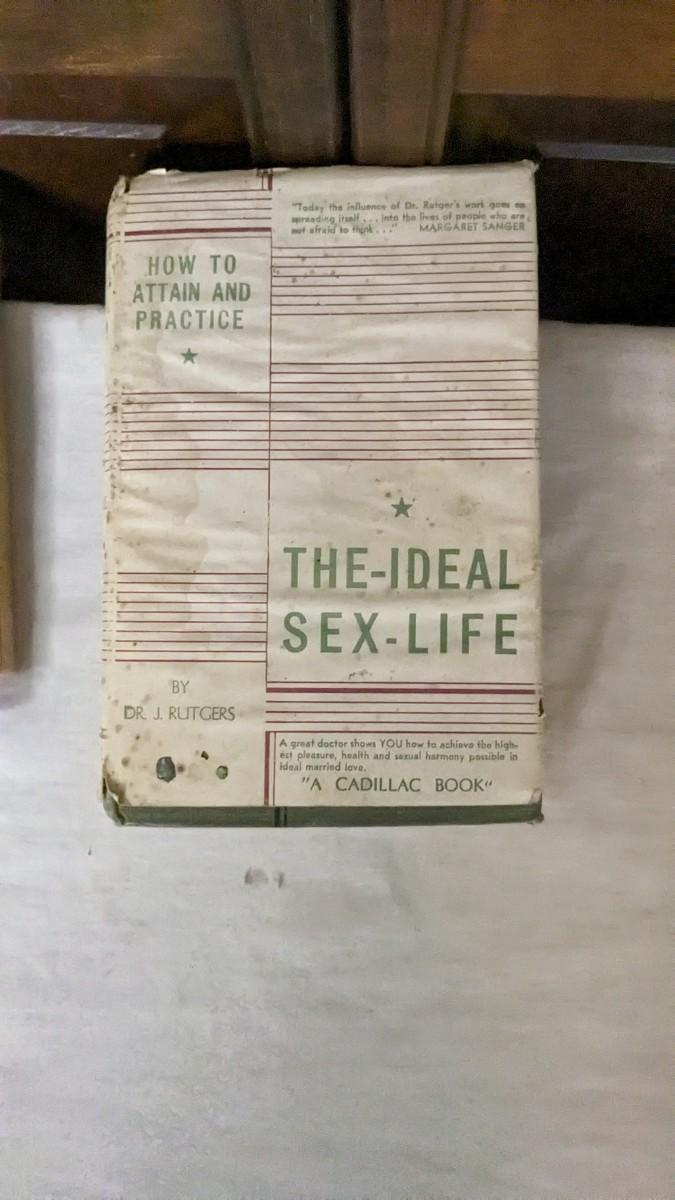 "Today the influence of Dr. Rutger's work goes on
spreading itself . . . into the lives of people who are
not afraid to think . . ." MARGARET SANGER
HOW TO
ATTAIN AND
PRACTICE
THE-IDEAL
SEX-LIFE
BY
DR. J. RUTGERS
A great doctor shows YOU how to achieve the high-
est pleasure, health and sexual harmony possible in
ideal married love.
"A CADILLAC BOOK"